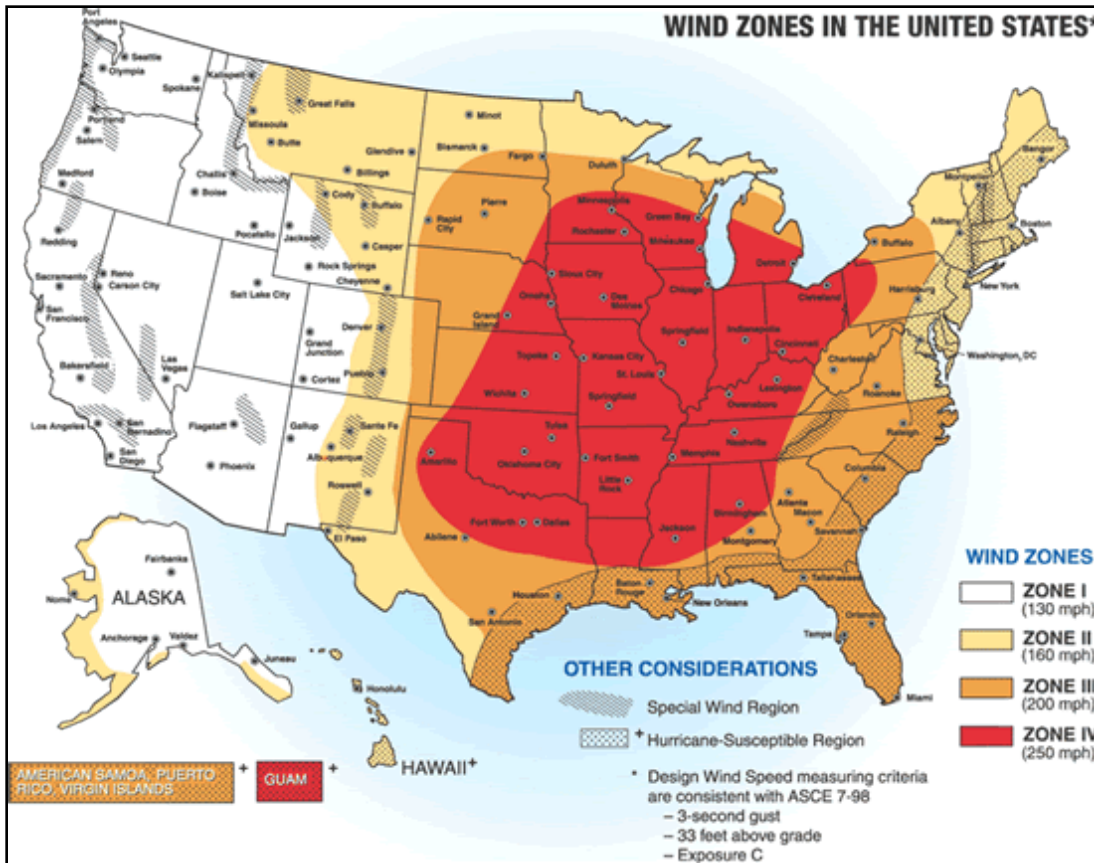 WIND ZONES IN THE UNITED STATES*
Port
Angeles
Seattle
Olympia
Spokane
Kalispell
Great Falls
Missoula
Butte
Glendive
Billings
Minot
Bismarck
Fargo
Duluth
Portland
Salem
Medford
Challis
Boise
Pocatello
Cody
Buffalo
Jackson
Casper
Rock Springs
Cheyenne
Rapid
City
Pierre
Minneapolis
Rochester
Green Bay
Milwaukee
Detroit
Chicago
Cleveland
Buffalo
Albany
Montpelier
Bangor
Boston
New York
Harrisburg
Washington, DC
Redding
Sacramento
Reno
Carson City
San
Francisco
Salt Lake City
Bakersfield
Las
Vegas
Los Angeles
San
Bernadino
San
Diego
Grand
Junction
Cortez
Denver
Pueblo
Flagstaff
Phoenix
Gallup
Sante Fe
Albuquerque
Roswell
El Paso
Sioux City
Omaha
Des
Moines
Grand
Island
Topeka
Kansas City
Wichita
Springfield
St. Louis
Springfield
Indianapolis
Cincinnati
Lexington
Owensboro
Charleston
Roanoke
Raleigh
Nashville
Memphis
Tulsa
Oklahoma City
Amarillo
Fort Smith
Little
Rock
Fort Worth
Dallas
Abilene
Jackson
Birmingham
Montgomery
Atlanta
Macon
Columbia
Savannah
Tallahassee
Orlando
Tampa
Miami
Houston
San Antonio
Baton
Rouge
New Orleans
Fairbanks
Nome
ALASKA
Anchorage
Valdez
Juneau
Honolulu
HAWAII+
AMERICAN SAMOA, PUERTO
RICO, VIRGIN ISLANDS
+
GUAM
+
OTHER CONSIDERATIONS
Special Wind Region
+ Hurricane-Susceptible Region
* Design Wind Speed measuring criteria
are consistent with ASCE 7-98
– 3-second gust
– 33 feet above grade
– Exposure C
WIND ZONES
ZONE I
(130 mph)
ZONE II
(160 mph)
ZONE III
(200 mph)
ZONE IV
(250 mph)